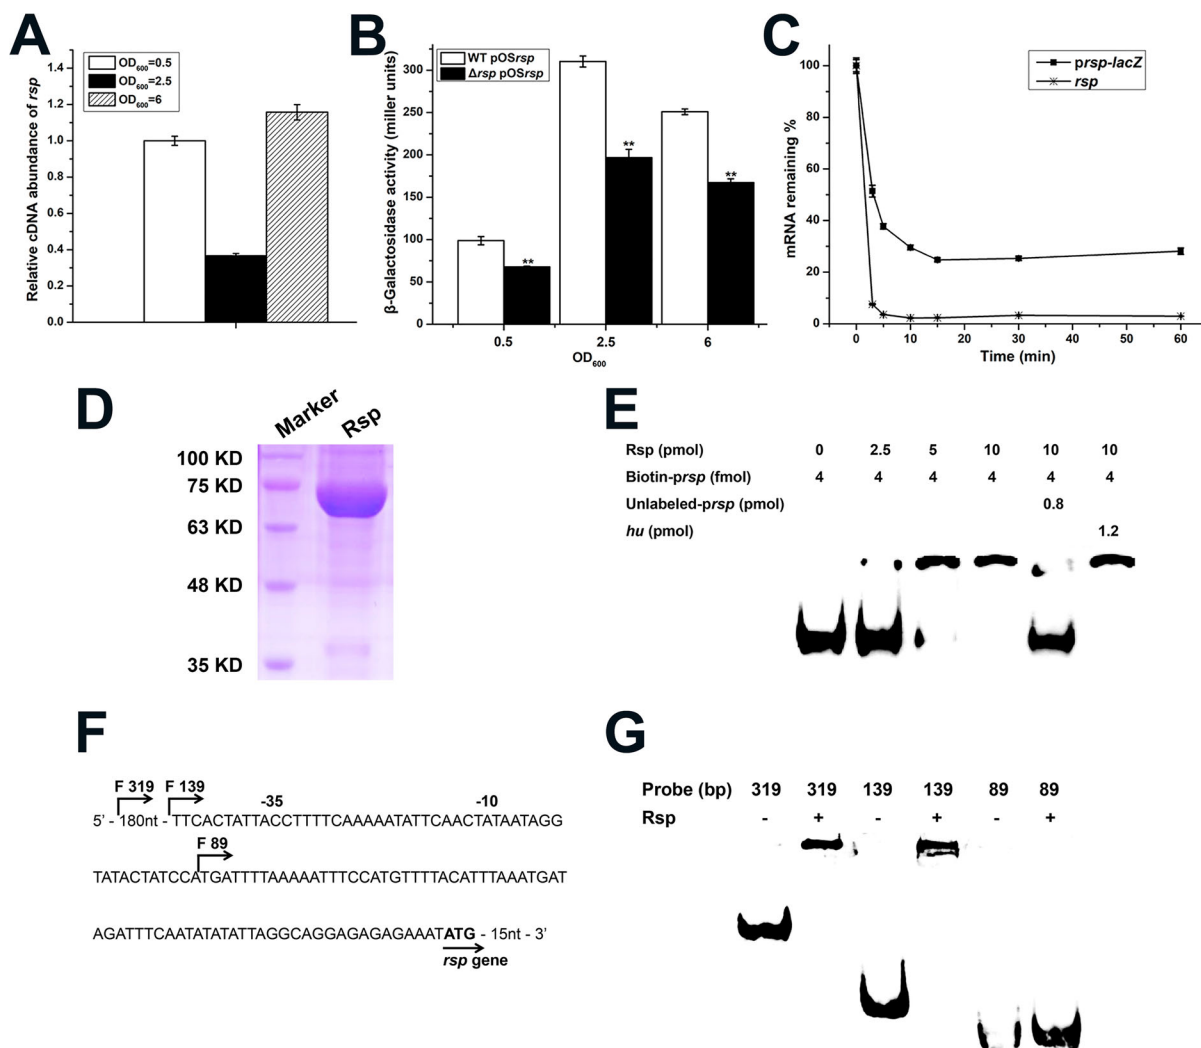 A
Relative cDNA abundance of rsp
1.4
1.2
1.0
0.8
0.6
0.4
0.2
0.0
OD600=0.5
OD600=2.5
OD600=6
B
β-Galactosidase activity (miller units)
300
250
200
150
100
50
0
WT pOSrsp
Δrsp pOSrsp
**
**
**
0.5 2.5 6
OD600
C
mRNA remaining %
100
80
60
40
20
0
prsp-lacZ
rsp
0 10 20 30 40 50 60
Time (min)
D
Marker Rsp
100 KD
75 KD
63 KD
48 KD
35 KD
E
Rsp (pmol) 0 2.5 5 10 10 10
Biotin-prsp (fmol) 4 4 4 4 4 4
Unlabeled-prsp (pmol) 0.8
hu (pmol) 1.2
F
F 319 F 139 -35 -10
5' - 180nt - TTCACTATTACCTTTTCAAAAATATTCAACTATAATAGG
F 89
TATACTATCCATGATTTTAAAAATTTCCATGTTTTACATTTAAATGAT
AGATTTCAATATATATTAGGCAGGAGAGAGAAATATG - 15nt - 3'
rsp gene
G
Probe (bp) 319 319 139 139 89 89
Rsp - + - + - +